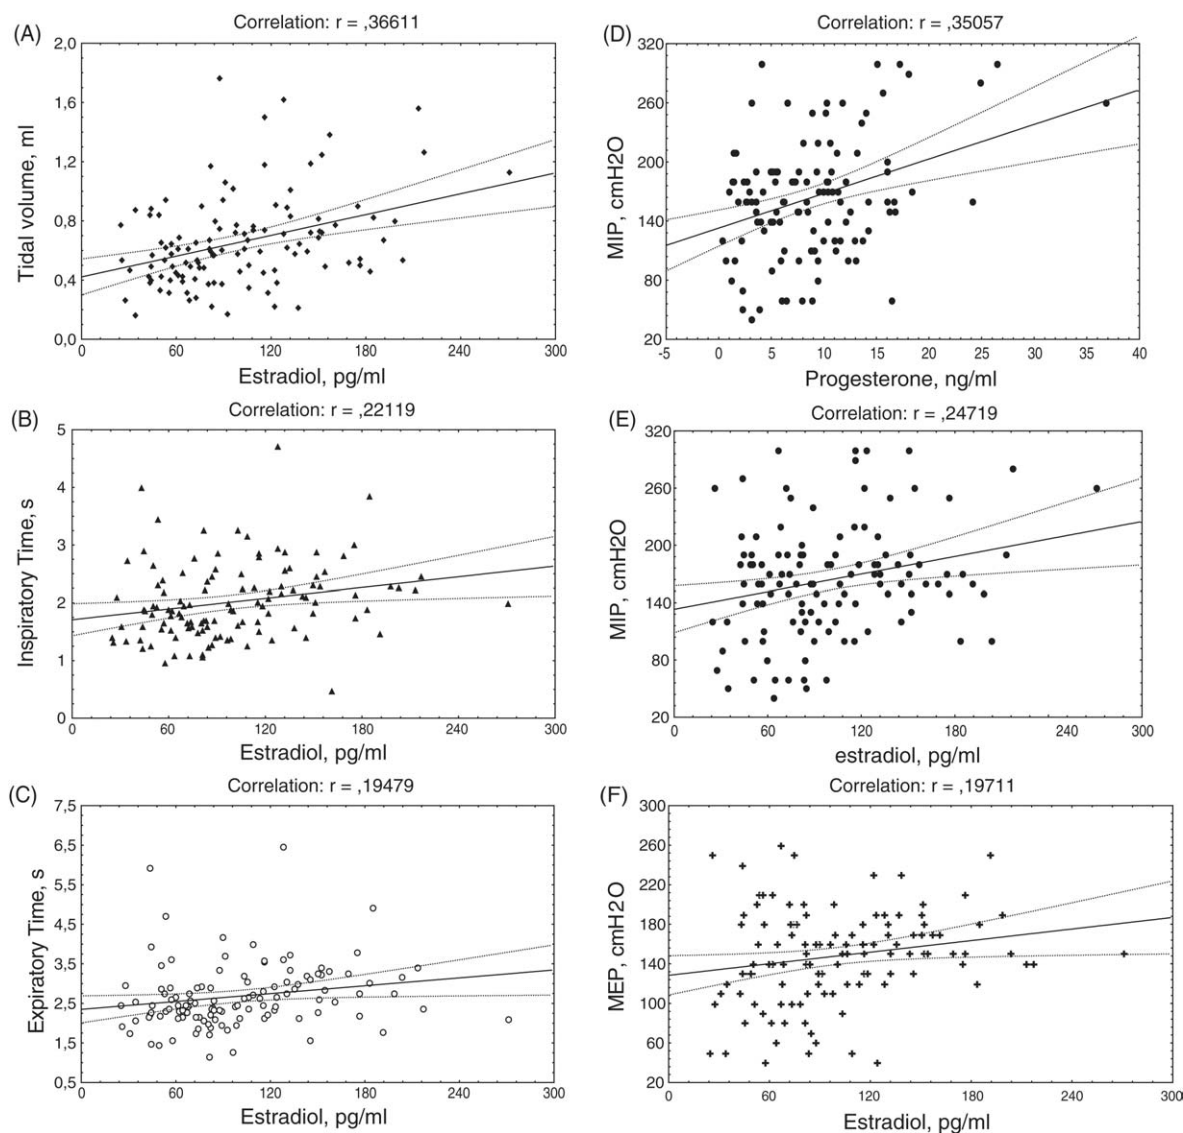 (A)
Correlation: r = ,36611
Tidal volume, ml
2,0
1,6
1,2
0,8
0,4
0,0
0 60 120 180 240 300
Estradiol, pg/ml
(B)
Correlation: r = ,22119
Inspiratory Time, s
5
4
3
2
1
0
0 60 120 180 240 300
Estradiol, pg/ml
(C)
Correlation: r = ,19479
Expiratory Time, s
7,5
6,5
5,5
4,5
3,5
2,5
1,5
0,5
0 60 120 180 240 300
Estradiol, pg/ml
(D)
Correlation: r = ,35057
MIP, cmH2O
320
260
200
140
80
20
-5 0 5 10 15 20 25 30 35 40
Progesterone, ng/ml
(E)
Correlation: r = ,24719
MIP, cmH2O
320
260
200
140
80
20
0 60 120 180 240 300
estradiol, pg/ml
(F)
Correlation: r = ,19711
MEP, cmH2O
300
260
220
180
140
100
60
20
0 60 120 180 240 300
Estradiol, pg/ml